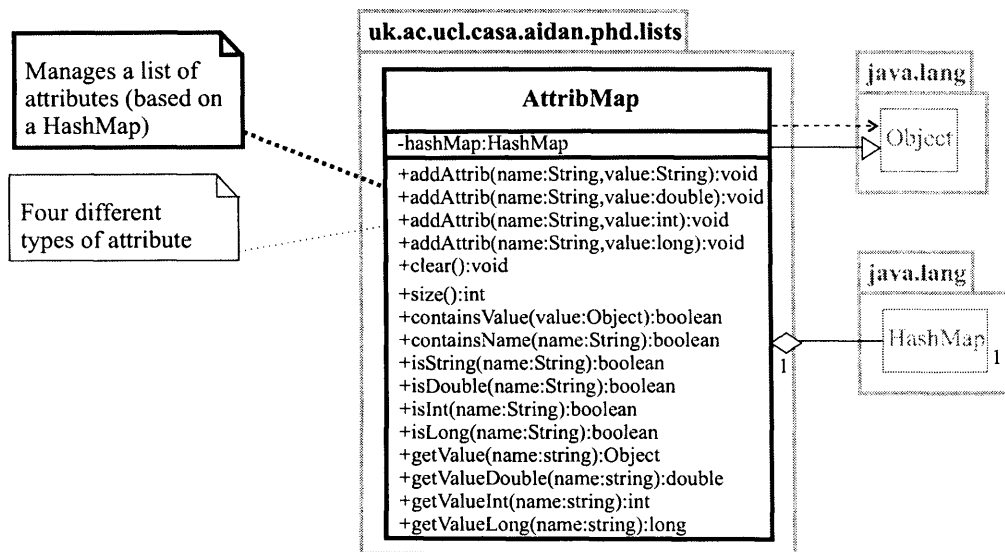 uk.ac.ucl.casa.aidan.phd.lists
Manages a list of
attributes (based on
a HashMap)
Four different
types of attribute
AttribMap
-hashMap:HashMap
+addAttrib(name:String,value:String):void
+addAttrib(name:String,value:double):void
+addAttrib(name:String,value:int):void
+addAttrib(name:String,value:long):void
+clear():void
+size():int
+containsValue(value:Object):boolean
+containsName(name:String):boolean
+isString(name:String):boolean
+isDouble(name:String):boolean
+isInt(name:String):boolean
+isLong(name:String):boolean
+getValue(name:string):Object
+getValueDouble(name:string):double
+getValueInt(name:string):int
+getValueLong(name:string):long
java.lang
Object
java.lang
HashMap
1
1